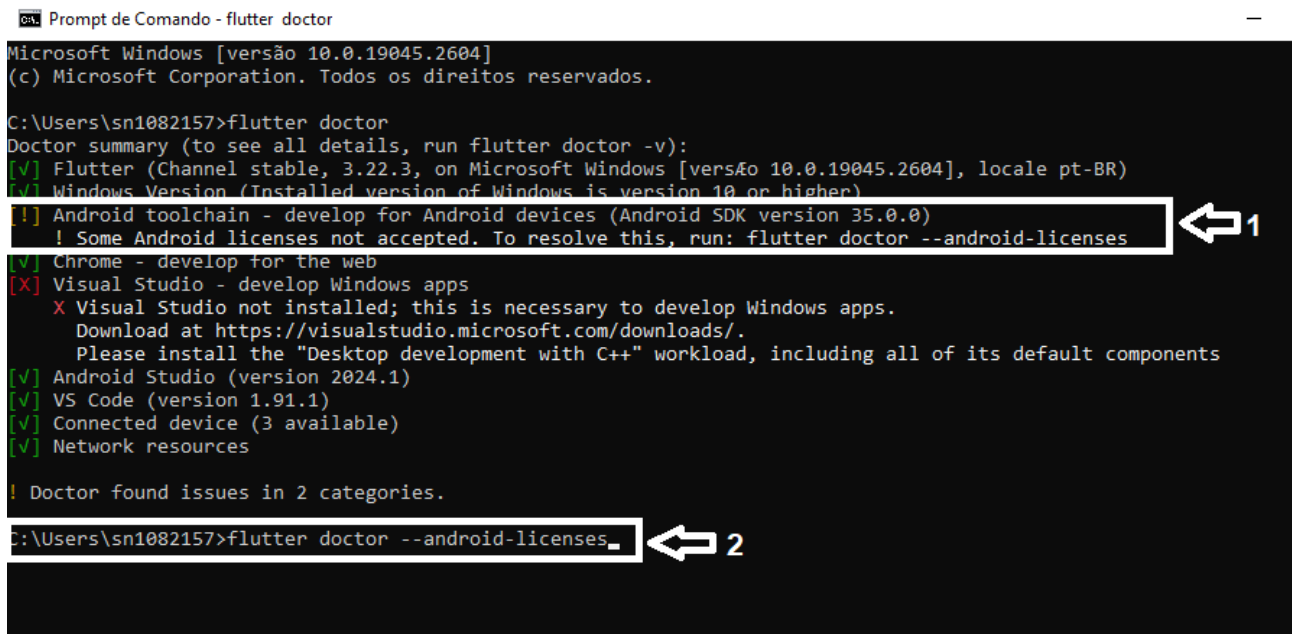 Prompt de Comando - flutter doctor
Microsoft Windows [versão 10.0.19045.2604]
(c) Microsoft Corporation. Todos os direitos reservados.
C:\Users\sn1082157>flutter doctor
Doctor summary (to see all details, run flutter doctor -v):
[√] Flutter (Channel stable, 3.22.3, on Microsoft Windows [versÆo 10.0.19045.2604], locale pt-BR)
[√] Windows Version (Installed version of Windows is version 10 or higher)
[!] Android toolchain - develop for Android devices (Android SDK version 35.0.0)
! Some Android licenses not accepted. To resolve this, run: flutter doctor --android-licenses
1
[√] Chrome - develop for the web
[X] Visual Studio - develop Windows apps
X Visual Studio not installed; this is necessary to develop Windows apps.
Download at https://visualstudio.microsoft.com/downloads/.
Please install the "Desktop development with C++" workload, including all of its default components
[√] Android Studio (version 2024.1)
[√] VS Code (version 1.91.1)
[√] Connected device (3 available)
[√] Network resources
! Doctor found issues in 2 categories.
C:\Users\sn1082157>flutter doctor --android-licenses_
2